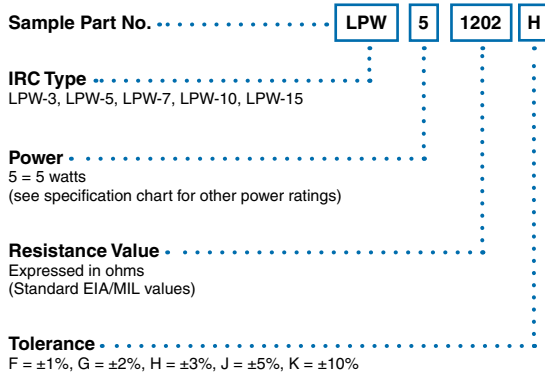 Sample Part No. LPW 5 1202 H
IRC Type
LPW-3, LPW-5, LPW-7, LPW-10, LPW-15
Power
5 = 5 watts
(see specification chart for other power ratings)
Resistance Value
Expressed in ohms
(Standard EIA/MIL values)
Tolerance
F = ±1%, G = ±2%, H = ±3%, J = ±5%, K = ±10%